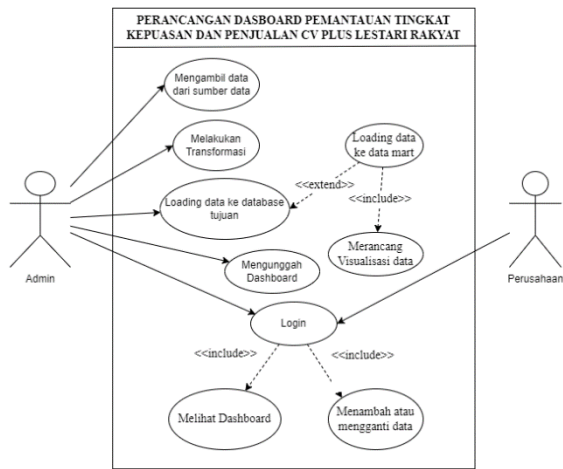 PERANCANGAN DASBOARD PEMANTAUAN TINGKAT
KEPUASAN DAN PENJUALAN CV PLUS LESTARI RAKYAT
Mengambil data
dari sumber data
Melakukan
Transformasi
Loading data
ke data mart
<<extend>>
<<include>>
Loading data ke database
tujuan
Merancang
Visualisasi data
Mengunggah
Dashboard
Admin
Perusahaan
Login
<<include>>
<<include>>
Melihat Dashboard
Menambah atau
mengganti data